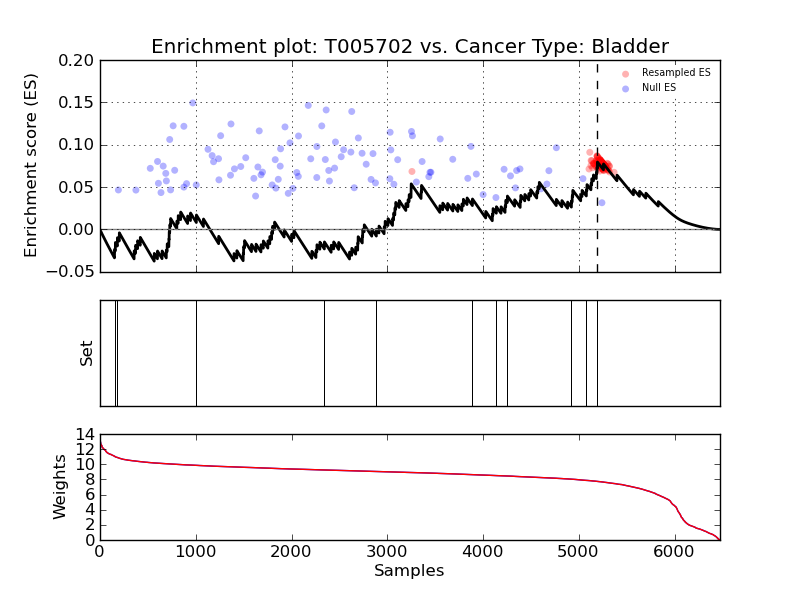 Enrichment plot: T005702 vs. Cancer Type: Bladder
0.20
0.15
0.10
0.05
0.00
−0.05
Enrichment score (ES)
Resampled ES
Null ES
Set
14
12
10
8
6
4
2
0
Weights
0 1000 2000 3000 4000 5000 6000
Samples